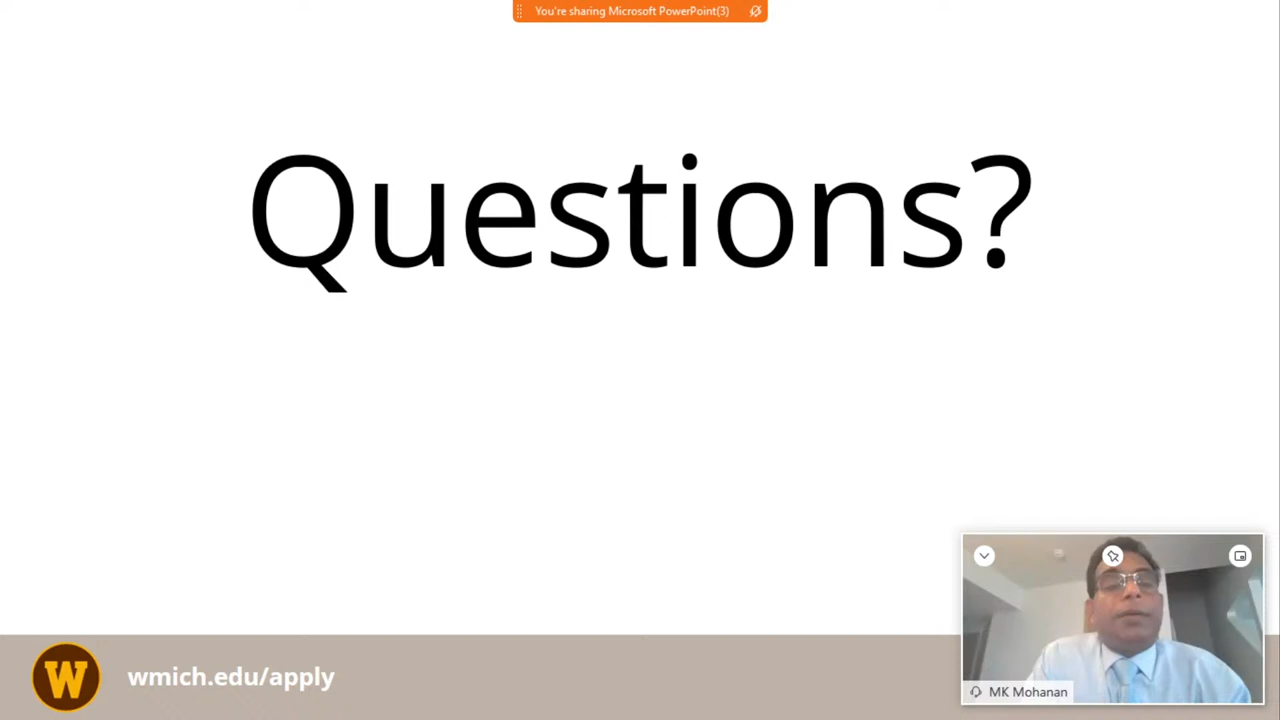 You're sharing Microsoft PowerPoint(3)
Questions?
W
wmich.edu/apply
MK Mohanan